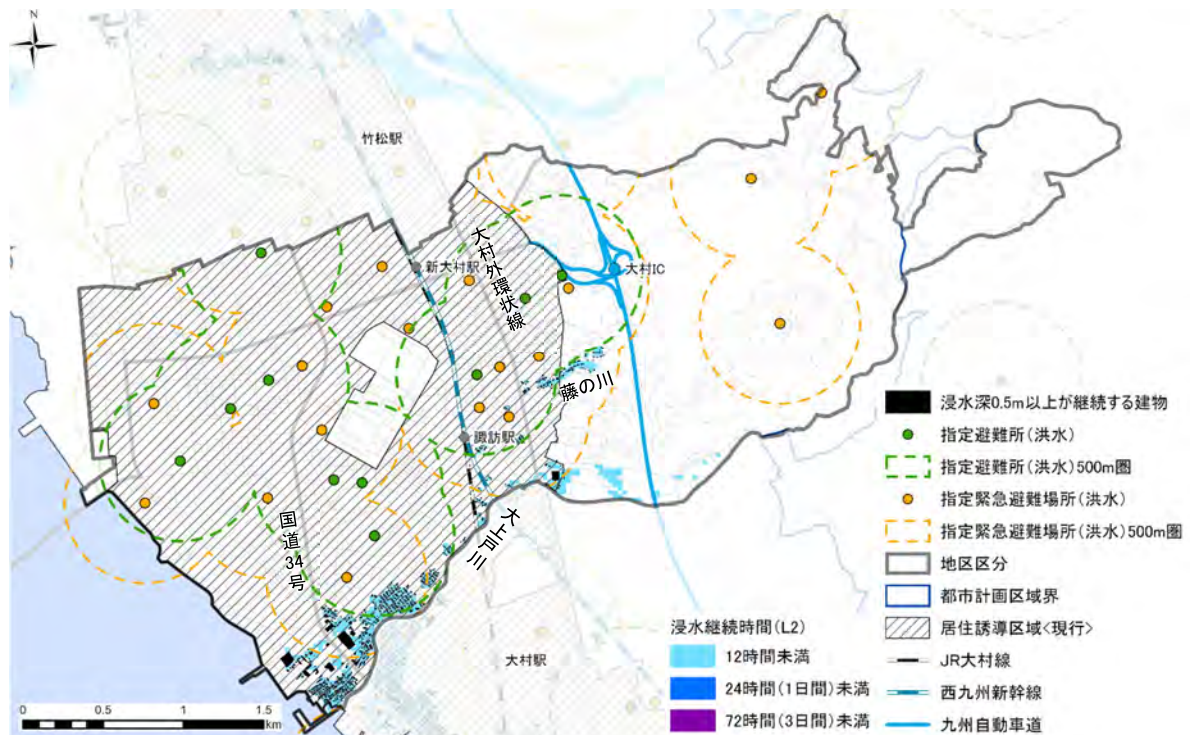 N
竹松駅
新大村駅
大村外環状線
大村IC
藤の川
諏訪駅
大上戸川
国道34号
大村駅
浸水深0.5m以上が継続する建物
指定避難所(洪水)
指定避難所(洪水)500m圏
指定緊急避難場所(洪水)
指定緊急避難場所(洪水)500m圏
地区区分
都市計画区域界
居住誘導区域<現行>
JR大村線
西九州新幹線
九州自動車道
浸水継続時間(L2)
12時間未満
24時間(1日間)未満
72時間(3日間)未満
0 0.5 1 1.5
km